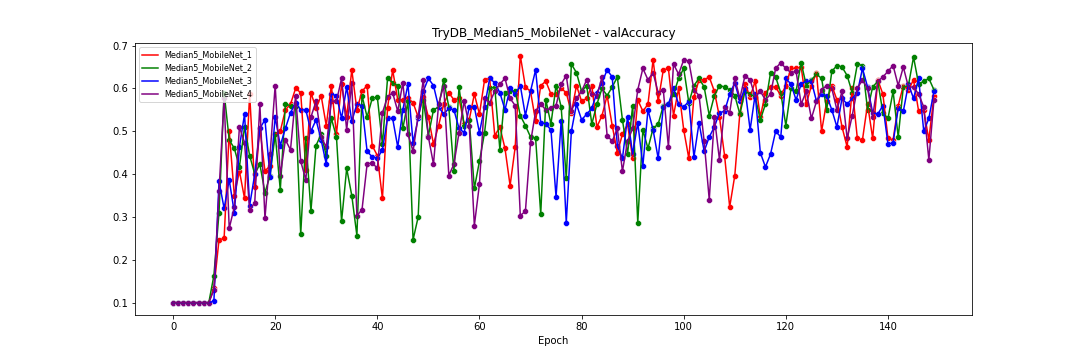 TryDB_Median5_MobileNet - valAccuracy
0.7
0.6
0.5
0.4
0.3
0.2
0.1
Median5_MobileNet_1
Median5_MobileNet_2
Median5_MobileNet_3
Median5_MobileNet_4
0 20 40 60 80 100 120 140
Epoch